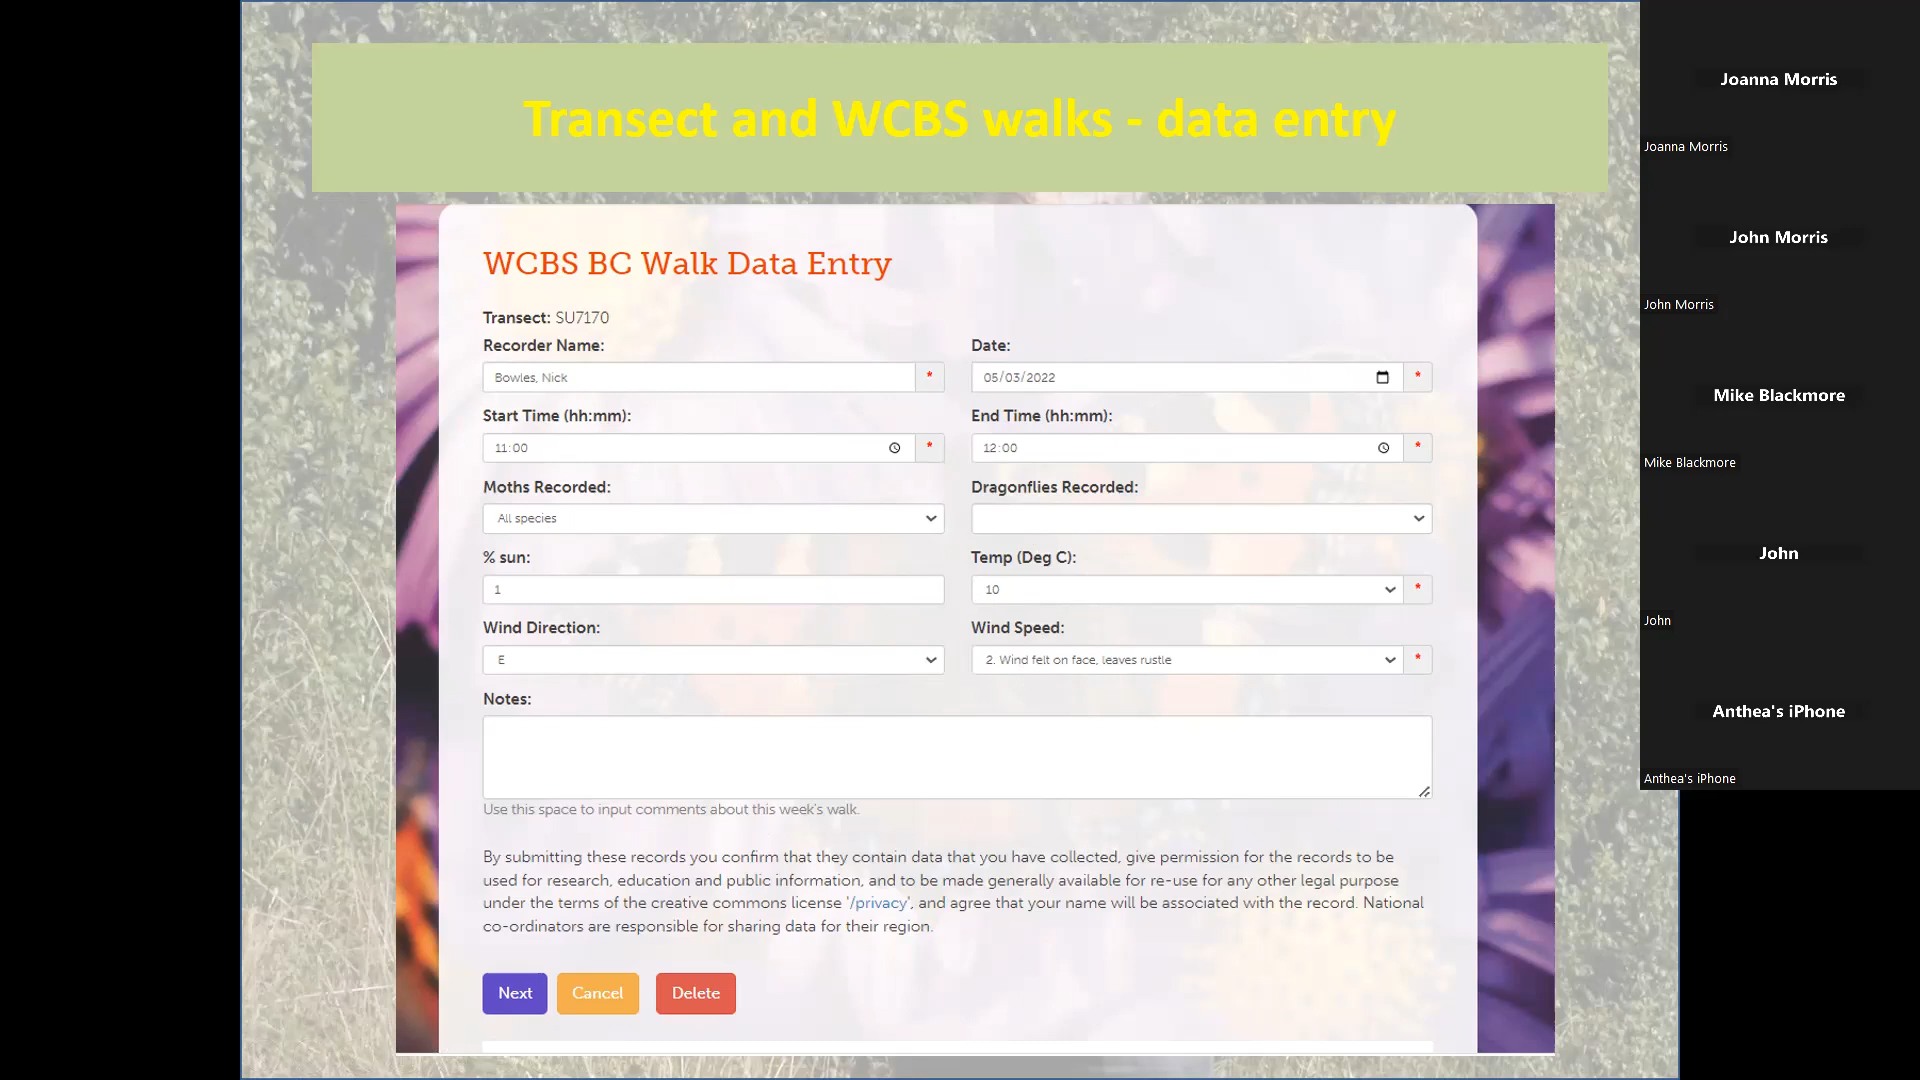 Transect and WCBS walks - data entry
WCBS BC Walk Data Entry
Transect: SU7170
Recorder Name:
Bowles, Nick *
Date:
05/03/2022 *
Start Time (hh:mm):
11:00 *
End Time (hh:mm):
12:00 *
Moths Recorded:
All species
Dragonflies Recorded:
% sun:
1
Temp (Deg C):
10 *
Wind Direction:
E
Wind Speed:
2. Wind felt on face, leaves rustle *
Notes:
Use this space to input comments about this week's walk.
By submitting these records you confirm that they contain data that you have collected, give permission for the records to be
used for research, education and public information, and to be made generally available for re-use for any other legal purpose
under the terms of the creative commons license '/privacy', and agree that your name will be associated with the record. National
co-ordinators are responsible for sharing data for their region.
Next Cancel Delete
Joanna Morris
Joanna Morris
John Morris
John Morris
Mike Blackmore
Mike Blackmore
John
John
Anthea's iPhone
Anthea's iPhone